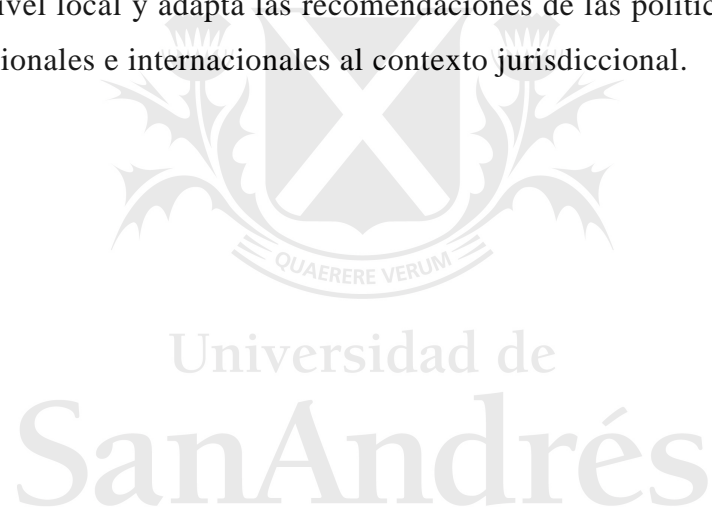 ivel local y adapta las recomendaciones de las polític
ionales e internacionales al contexto jurisdiccional.
QUAERERE VERUM
Universidad de
SanAndrés